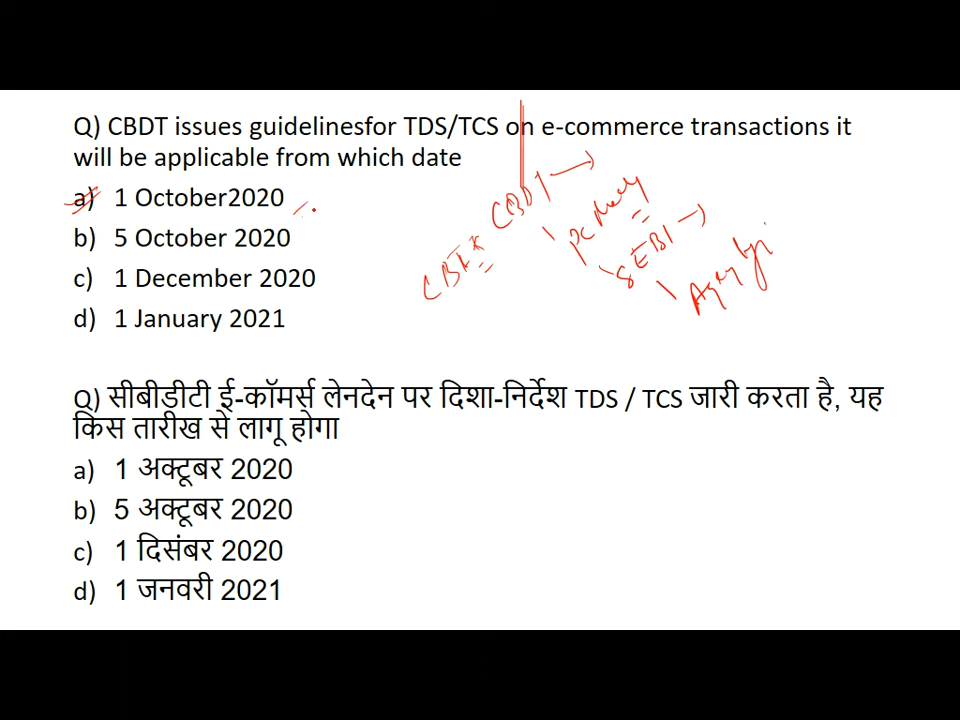 Q) CBDT issues guidelinesfor TDS/TCS on e-commerce transactions it
will be applicable from which date
a) 1 October2020
b) 5 October 2020
c) 1 December 2020
d) 1 January 2021
CBDT
SEBI
Q) सीबीडीटी ई-कॉमर्स लेनदेन पर दिशा-निर्देश TDS / TCS जारी करता है, यह
किस तारीख से लागू होगा
a) 1 अक्टूबर 2020
b) 5 अक्टूबर 2020
c) 1 दिसंबर 2020
d) 1 जनवरी 2021